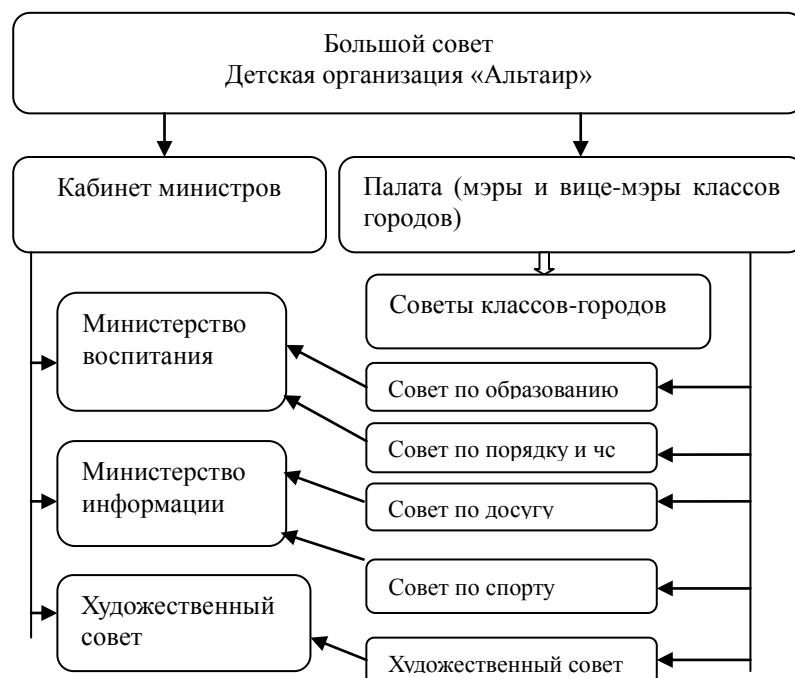 Большой совет
Детская организация «Альтаир»
Кабинет министров
Палата (мэры и вице-мэры классов
городов)
Советы классов-городов
Министерство
воспитания
Совет по образованию
Совет по порядку и чс
Министерство
информации
Совет по досугу
Совет по спорту
Художественный
совет
Художественный совет